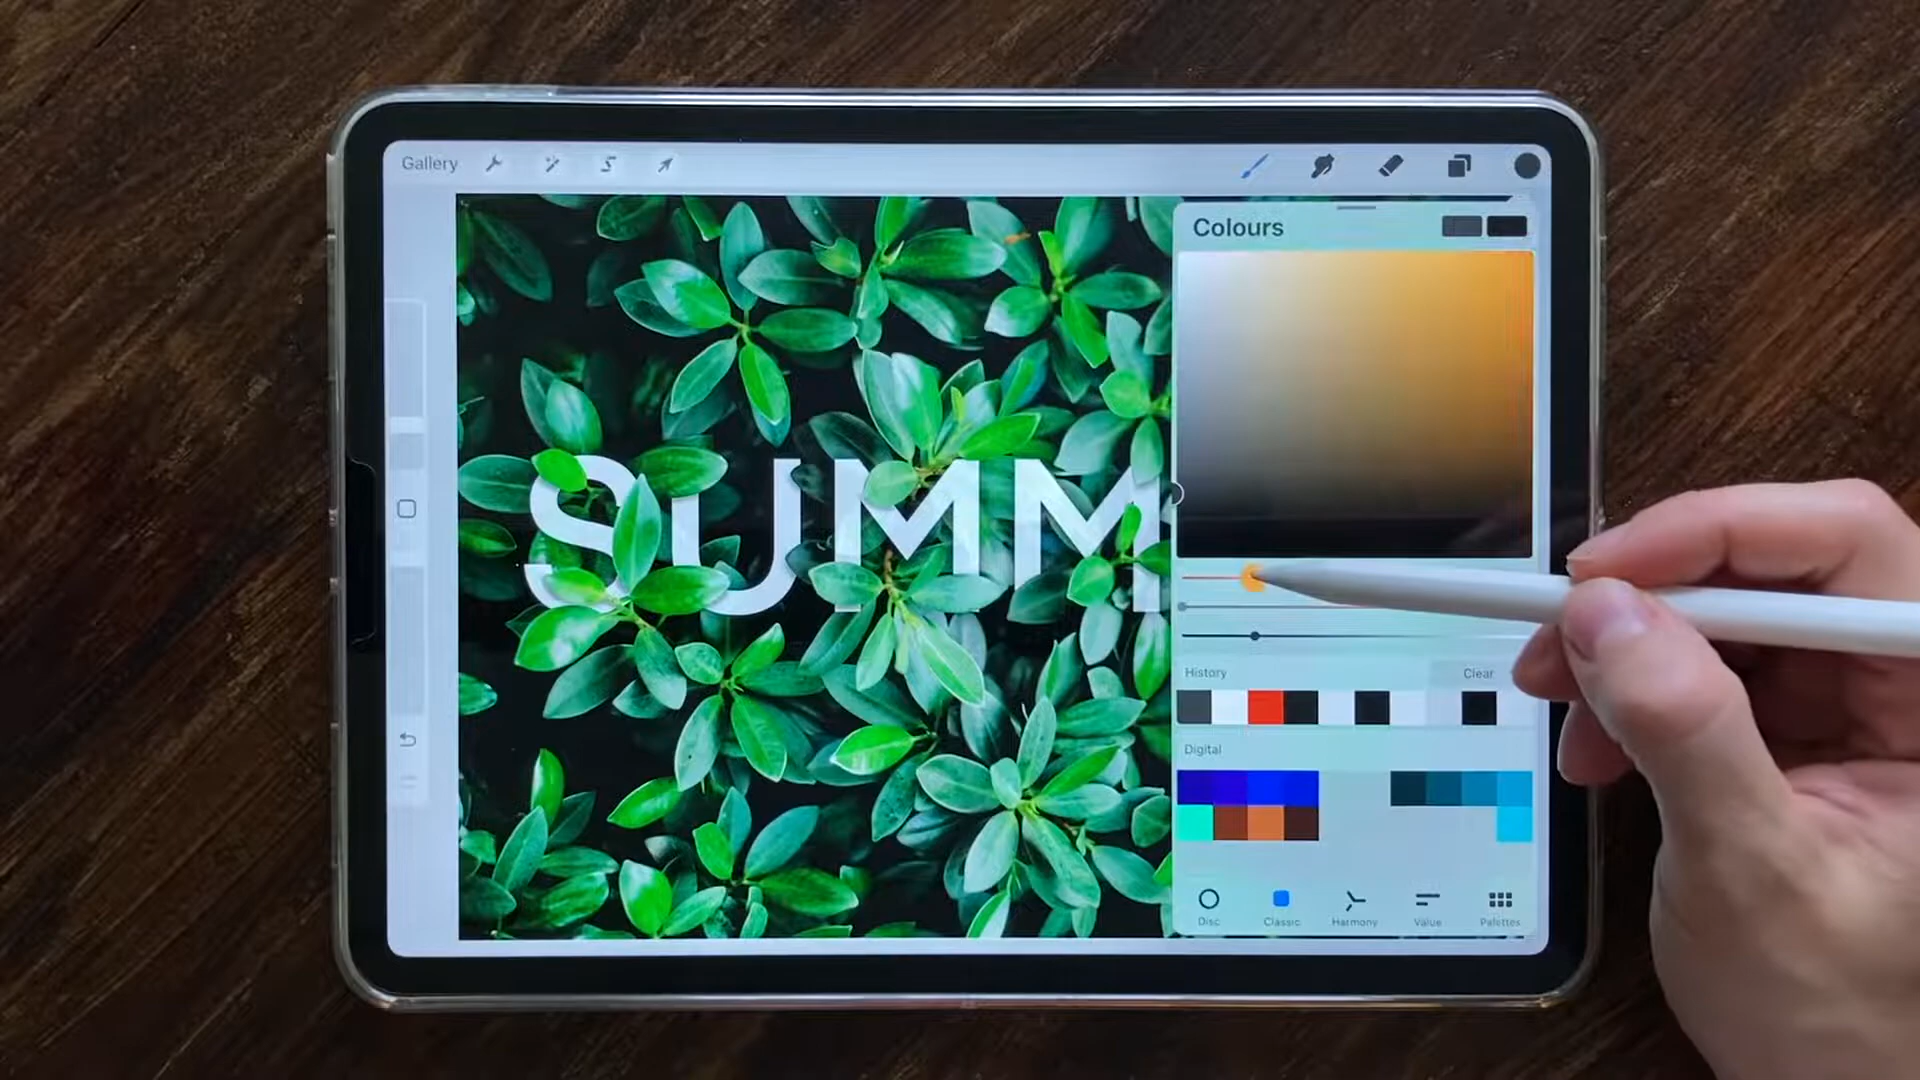 Gallery
Colours
SUMM
History
Clear
Digital
Disc
Classic
Harmony
Value
Palettes